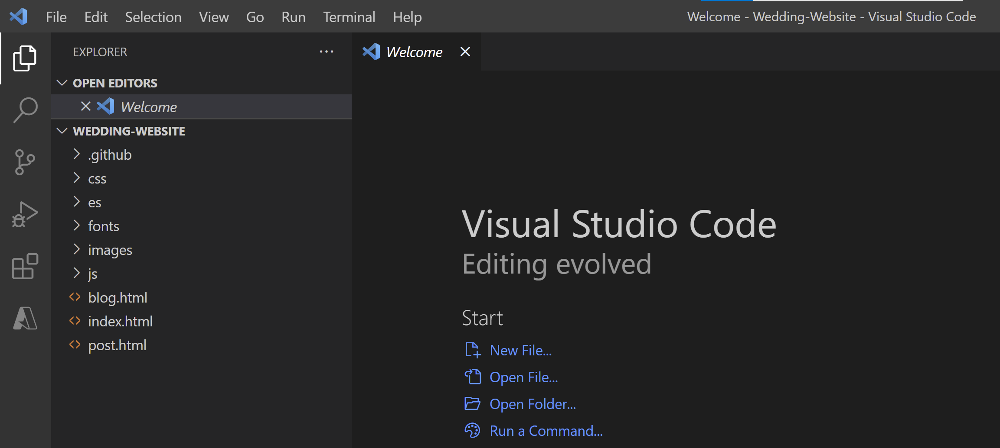 File Edit Selection View Go Run Terminal Help
Welcome - Wedding-Website - Visual Studio Code
EXPLORER
OPEN EDITORS
Welcome
WEDDING-WEBSITE
.github
css
es
fonts
images
js
blog.html
index.html
post.html
Welcome
Visual Studio Code
Editing evolved
Start
New File...
Open File...
Open Folder...
Run a Command...